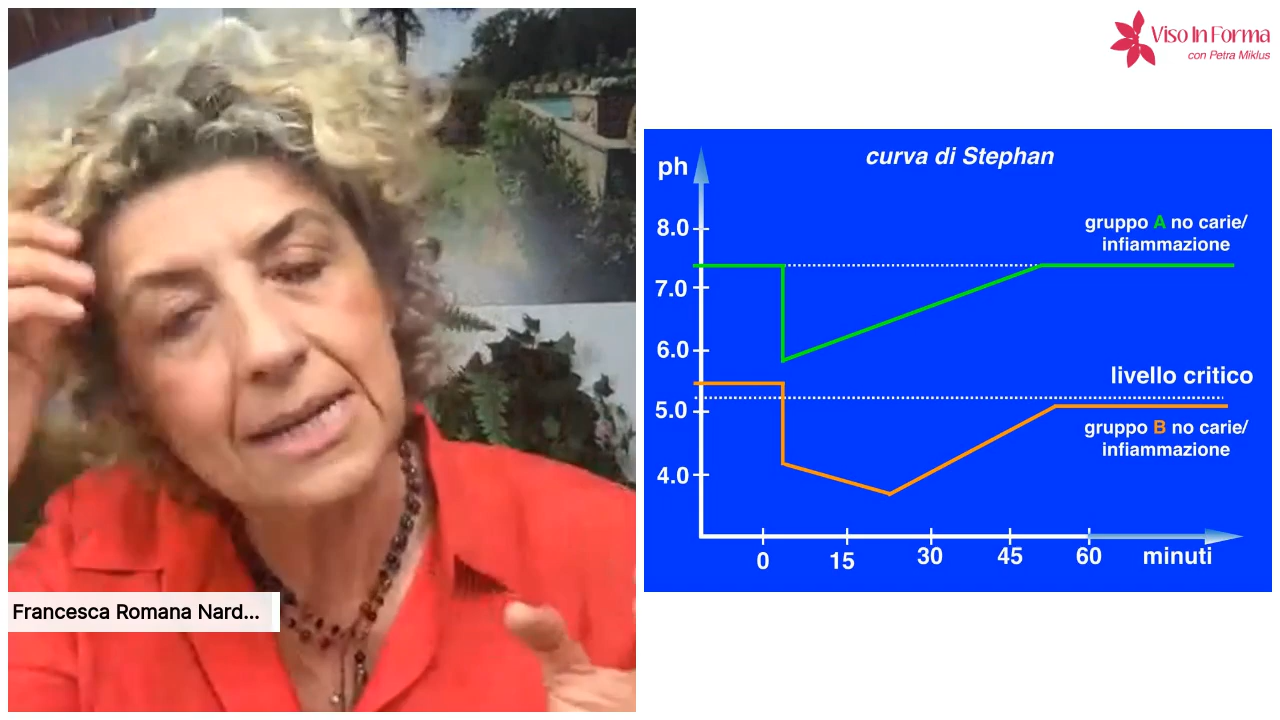 Viso In Forma
con Petra Miklus
curva di Stephan
ph
8.0
7.0
6.0
5.0
4.0
gruppo A no carie/
infiammazione
livello critico
gruppo B no carie/
infiammazione
0 15 30 45 60 minuti
Francesca Romana Nard...